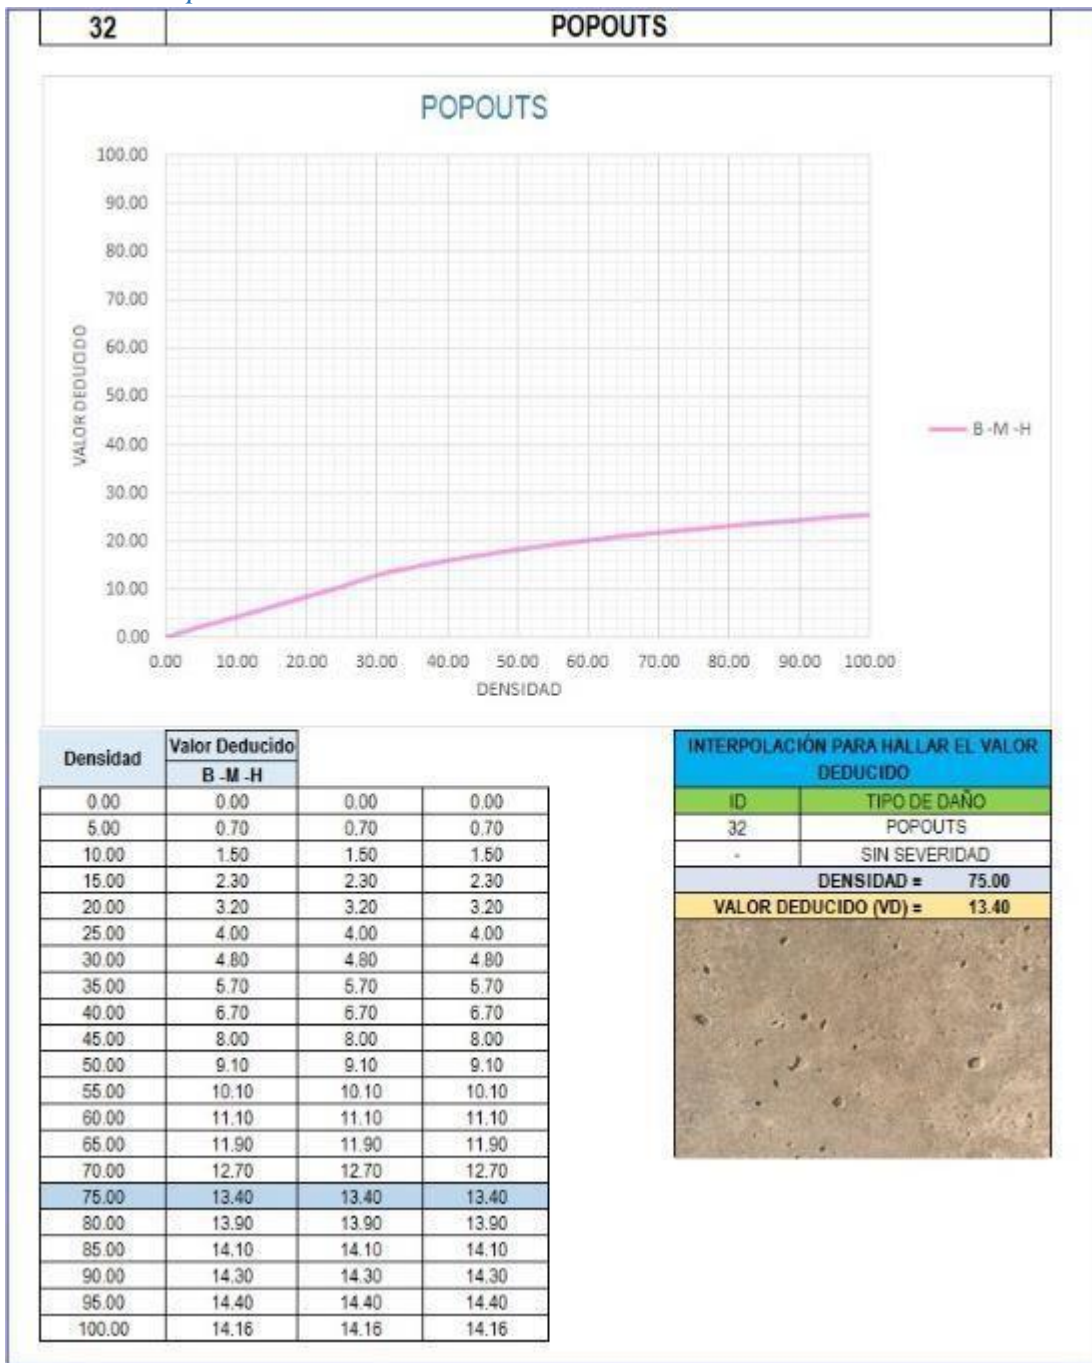 32 POPOUTS
POPOUTS
100.00
90.00
80.00
70.00
60.00
50.00
40.00
30.00
20.00
10.00
0.00
VALOR DEDUCIDO
0.00 10.00 20.00 30.00 40.00 50.00 60.00 70.00 80.00 90.00 100.00
DENSIDAD
B -M -H
Densidad Valor Deducido
B -M -H
0.00 0.00 0.00 0.00
5.00 0.70 0.70 0.70
10.00 1.50 1.50 1.50
15.00 2.30 2.30 2.30
20.00 3.20 3.20 3.20
25.00 4.00 4.00 4.00
30.00 4.80 4.80 4.80
35.00 5.70 5.70 5.70
40.00 6.70 6.70 6.70
45.00 8.00 8.00 8.00
50.00 9.10 9.10 9.10
55.00 10.10 10.10 10.10
60.00 11.10 11.10 11.10
65.00 11.90 11.90 11.90
70.00 12.70 12.70 12.70
75.00 13.40 13.40 13.40
80.00 13.90 13.90 13.90
85.00 14.10 14.10 14.10
90.00 14.30 14.30 14.30
95.00 14.40 14.40 14.40
100.00 14.16 14.16 14.16
INTERPOLACIÓN PARA HALLAR EL VALOR
DEDUCIDO
ID TIPO DE DAÑO
32 POPOUTS
- SIN SEVERIDAD
DENSIDAD = 75.00
VALOR DEDUCIDO (VD) = 13.40